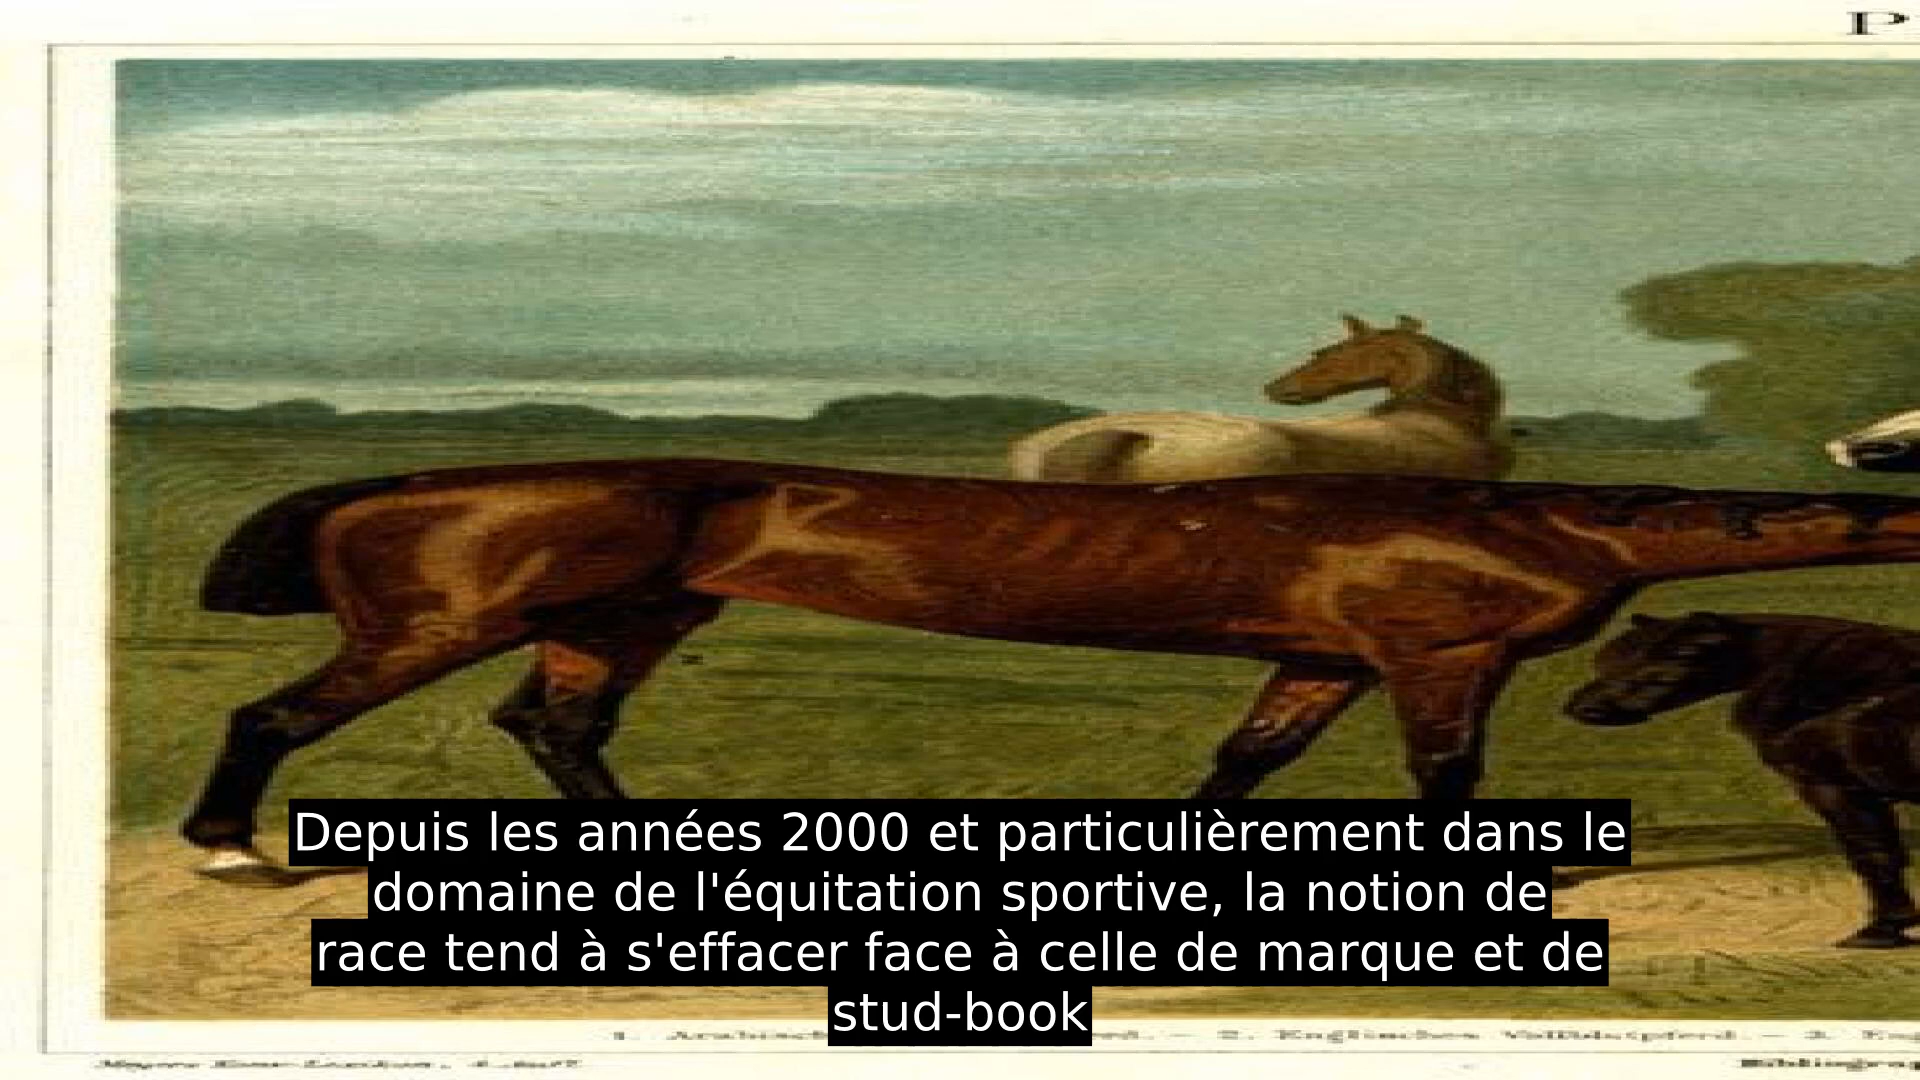 Depuis les années 2000 et particulièrement dans le
domaine de l'équitation sportive, la notion de
race tend à s'effacer face à celle de marque et de
stud-book